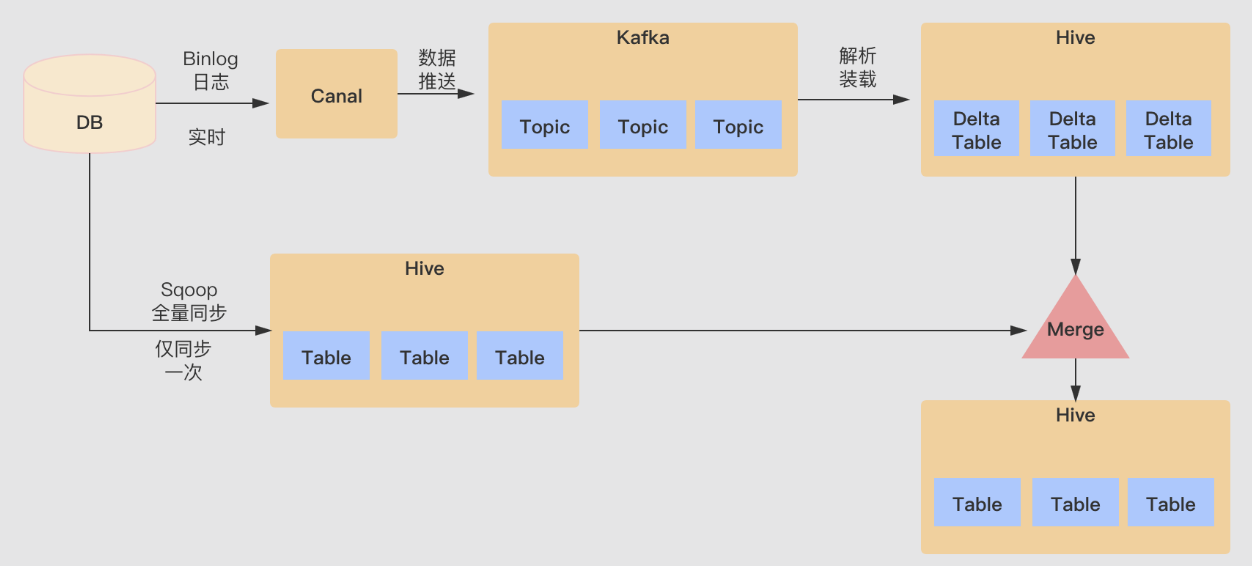 DB
Binlog
日志
实时
Canal
数据
推送
Kafka
Topic
Topic
Topic
解析
装载
Hive
Delta
Table
Delta
Table
Delta
Table
Sqoop
全量同步
仅同步
一次
Hive
Table
Table
Table
Merge
Hive
Table
Table
Table